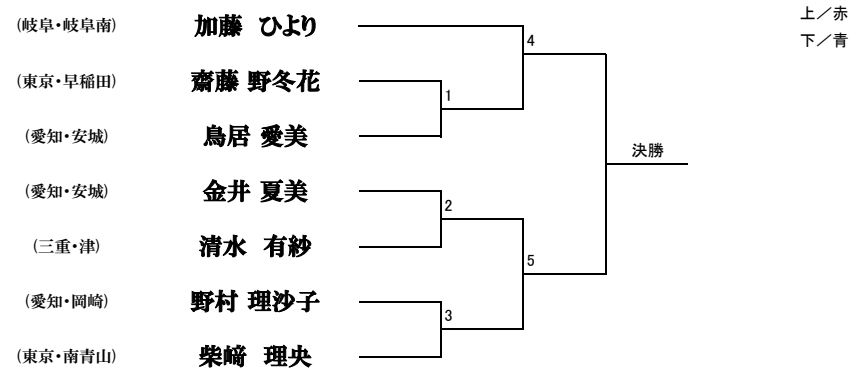 上／赤
下／青
(岐阜・岐阜南) 加藤 ひより
4
(東京・早稲田) 齋藤 野冬花
1
(愛知・安城) 鳥居 愛美
決勝
(愛知・安城) 金井 夏美
2
(三重・津) 清水 有紗
5
(愛知・岡崎) 野村 理沙子
3
(東京・南青山) 柴﨑 理央